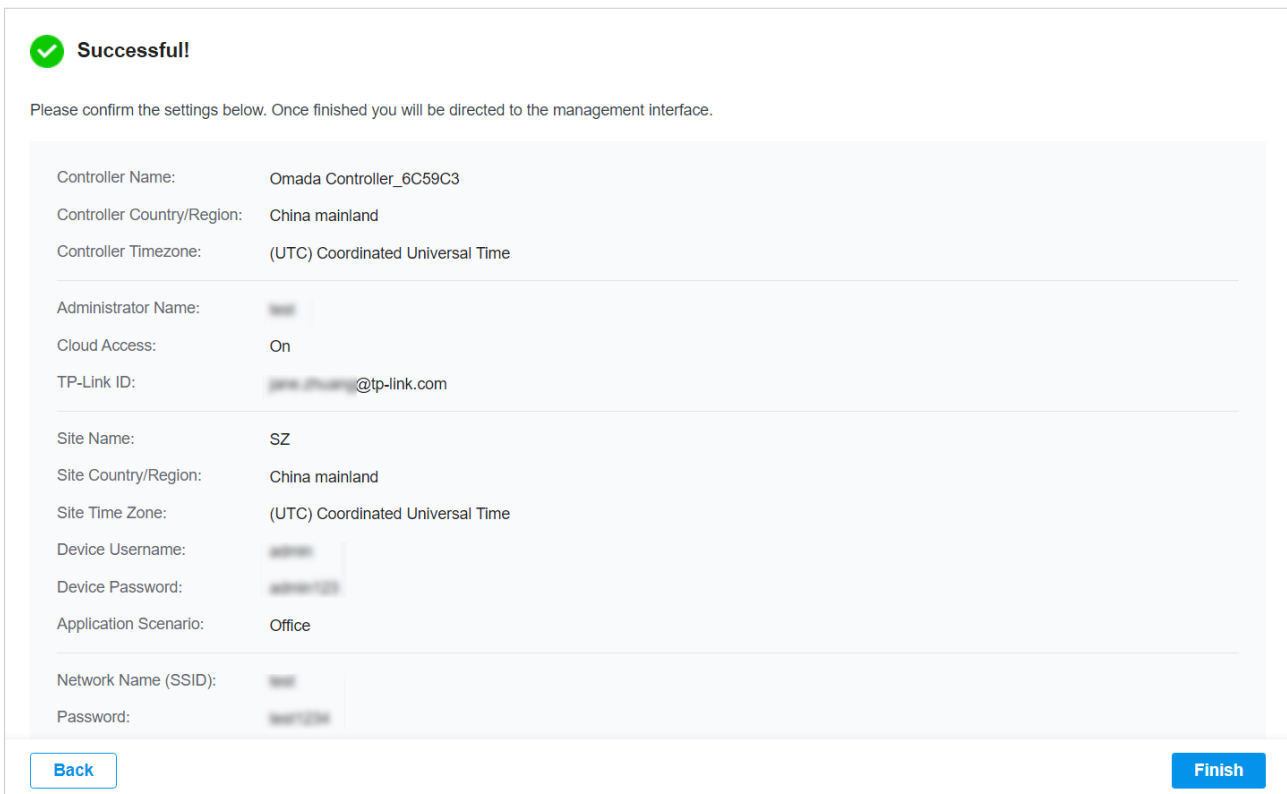 Successful!
Please confirm the settings below. Once finished you will be directed to the management interface.
Controller Name: Omada Controller_6C59C3
Controller Country/Region: China mainland
Controller Timezone: (UTC) Coordinated Universal Time
Administrator Name:
Cloud Access: On
TP-Link ID: @tp-link.com
Site Name: SZ
Site Country/Region: China mainland
Site Time Zone: (UTC) Coordinated Universal Time
Device Username:
Device Password:
Application Scenario: Office
Network Name (SSID):
Password:
Back Finish